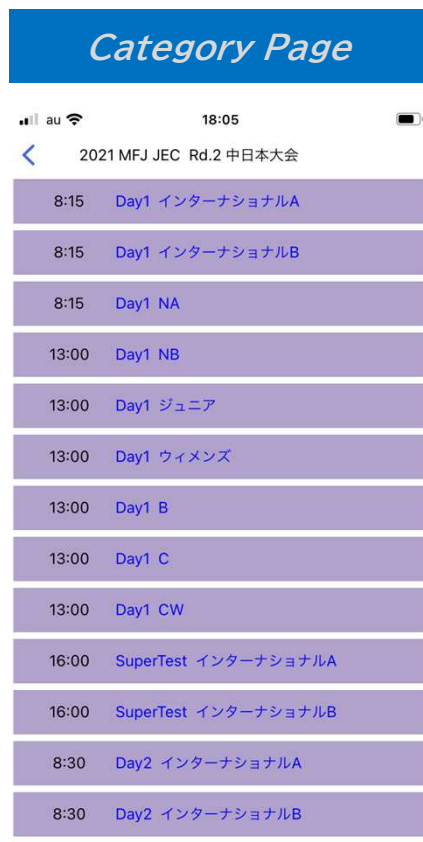 Category Page
au 18:05
2021 MFJ JEC Rd.2 中日本大会
8:15 Day1 インターナショナルA
8:15 Day1 インターナショナルB
8:15 Day1 NA
13:00 Day1 NB
13:00 Day1 ジュニア
13:00 Day1 ウィメンズ
13:00 Day1 B
13:00 Day1 C
13:00 Day1 CW
16:00 SuperTest インターナショナルA
16:00 SuperTest インターナショナルB
8:30 Day2 インターナショナルA
8:30 Day2 インターナショナルB